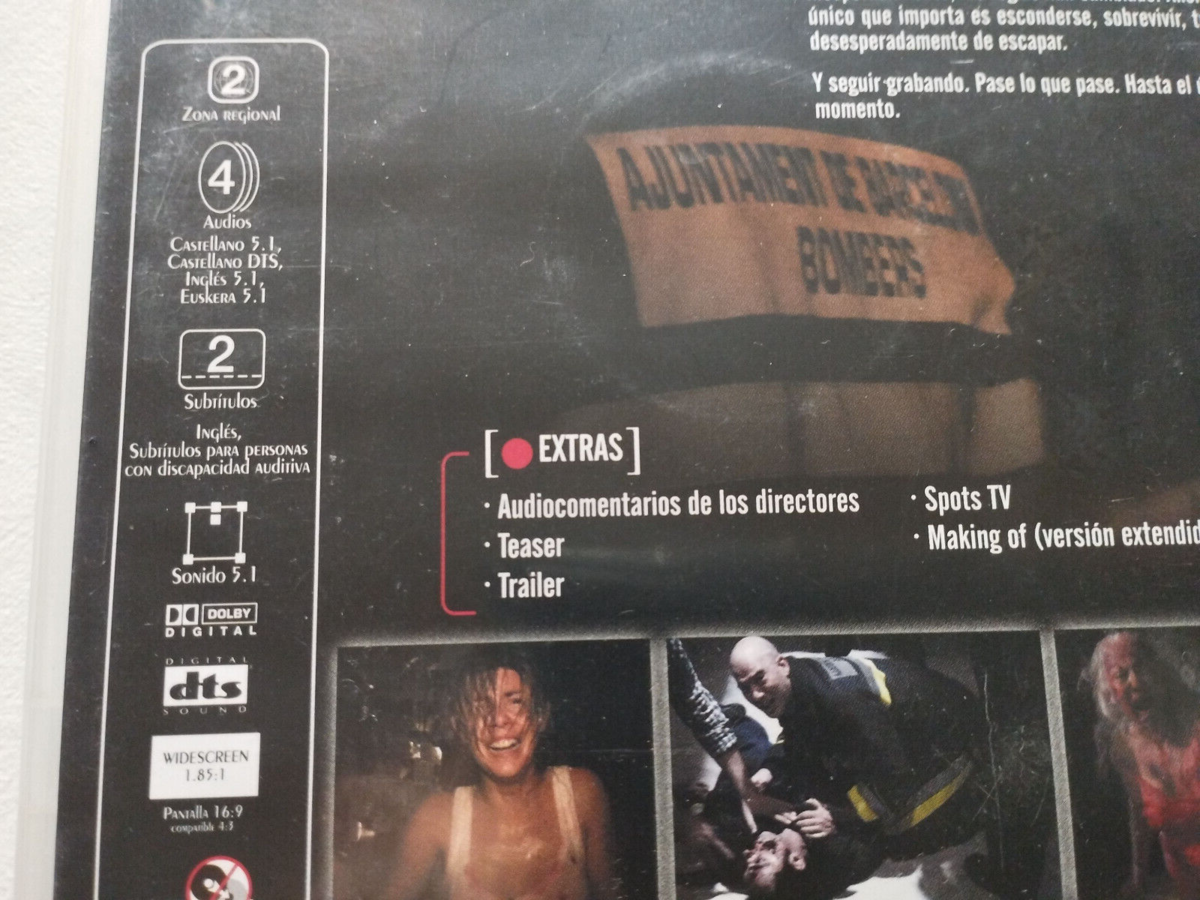 único que importa es esconderse, sobrevivir,
desesperadamente de escapar.
Y seguir grabando. Pase lo que pase. Hasta el
momento.
2
Zona regional
4
Audios
Castellano 5.1,
Castellano DTS,
Inglés 5.1,
Euskera 5.1
2
Subtítulos
Inglés,
Subtítulos para personas
con discapacidad auditiva
Sonido 5.1
DOLBY
DIGITAL
DIGITAL
dts
SOUND
WIDESCREEN
1.85:1
Pantalla 16:9
compatible 4:3
AJUNTAMENT DE BARCELONA
BOMBERS
[ EXTRAS ]
· Audiocomentarios de los directores
· Teaser
· Trailer
· Spots TV
· Making of (versión extendid